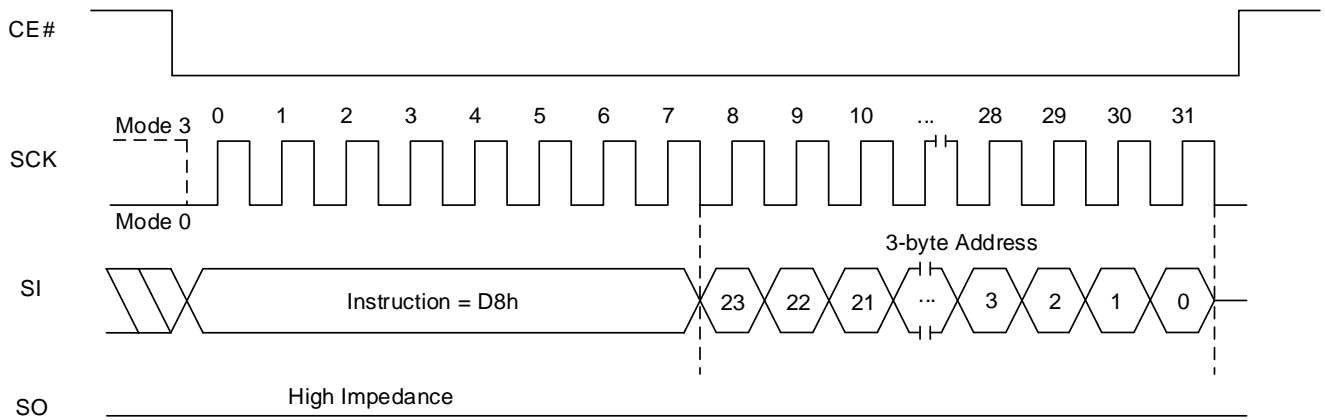 CE#
0 1 2 3 4 5 6 7 8 9 10 ... 28 29 30 31
Mode 3
SCK
Mode 0
3-byte Address
SI
Instruction = D8h 23 22 21 ... 3 2 1 0
High Impedance
SO